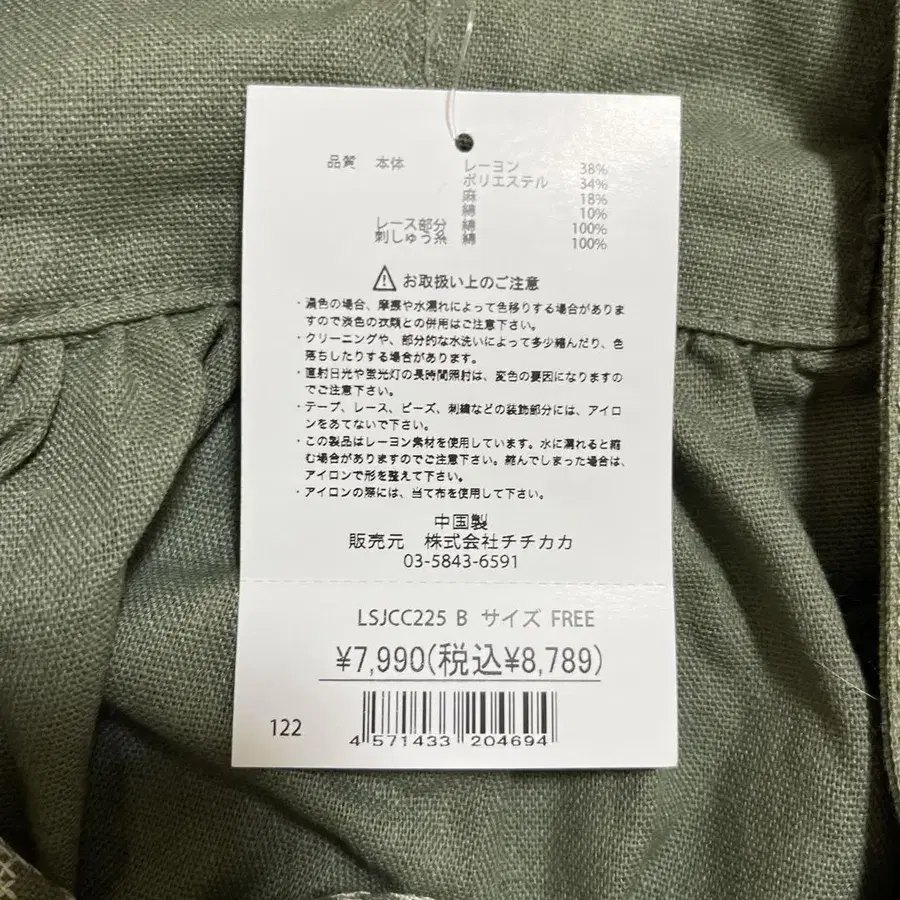 品質 本体 レーヨン 38%
ポリエステル 34%
麻 18%
綿 10%
レース部分 綿 100%
刺しゅう糸 綿 100%
お取扱い上のご注意
・濃色の場合、摩擦や水濡れによって色移りする場合がありま
すので淡色の衣類との併用はご注意下さい。
・クリーニングや、部分的な水洗いによって多少縮んだり、色
落ちしたりする場合があります。
・直射日光や蛍光灯の長時間照射は、変色の要因になりますの
でご注意下さい。
・テープ、レース、ビーズ、刺繍などの装飾部分には、アイロ
ンをあてないで下さい。
・この製品はレーヨン素材を使用しています。水に濡れると縮
む場合がありますのでご注意下さい。縮んでしまった場合は、
アイロンで形を整えて下さい。
・アイロンの際には、当て布を使用して下さい。
中国製
販売元 株式会社チチカカ
03-5843-6591
LSJCC225 B サイズ FREE
¥7,990(税込¥8,789)
122
4 571433 204694